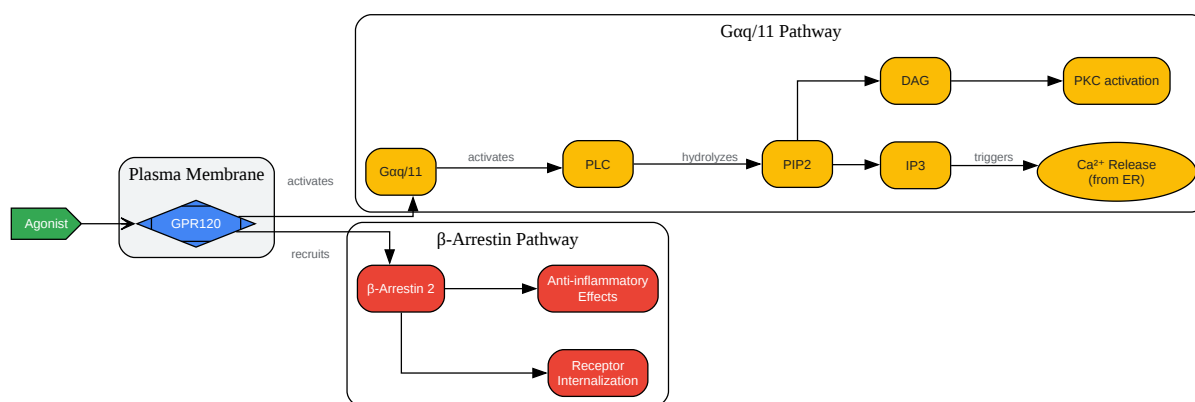 Gαq/11 Pathway
DAG
PKC activation
Gαq/11
activates
PLC
hydrolyzes
PIP2
IP3
triggers
Ca²⁺ Release
(from ER)
Plasma Membrane
activates
Agonist
GPR120
recruits
β-Arrestin Pathway
β-Arrestin 2
Anti-inflammatory
Effects
Receptor
Internalization